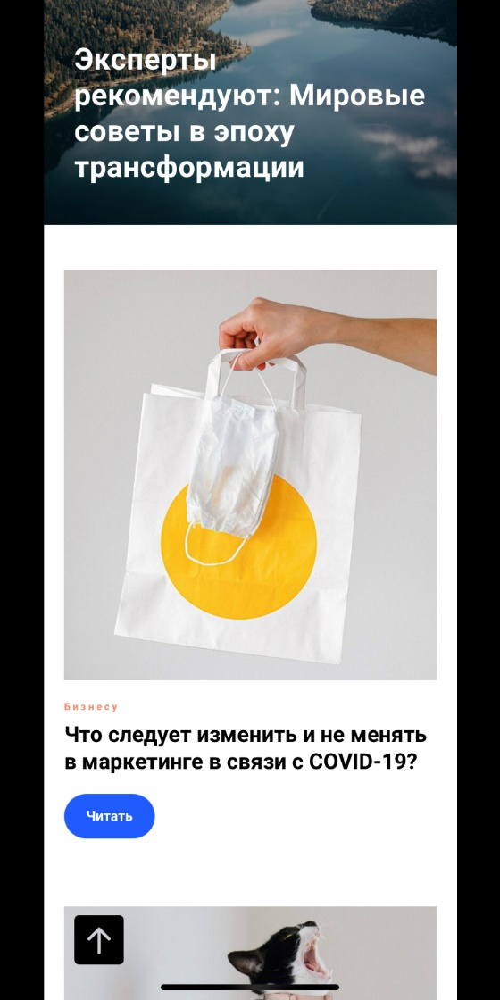 Эксперты
рекомендуют: Мировые
советы в эпоху
трансформации
Бизнесу
Что следует изменить и не менять
в маркетинге в связи с COVID-19?
Читать